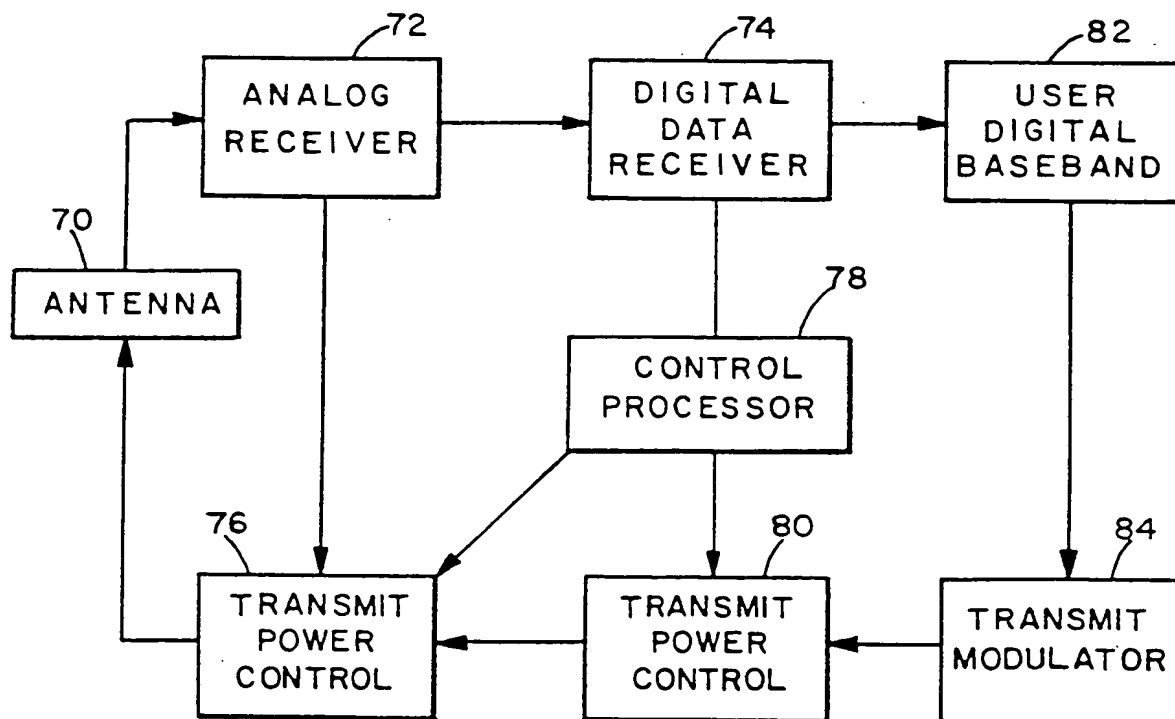 72
74
82
ANALOG
RECEIVER
DIGITAL
DATA
RECEIVER
USER
DIGITAL
BASEBAND
70
ANTENNA
78
CONTROL
PROCESSOR
76
80
84
TRANSMIT
POWER
CONTROL
TRANSMIT
POWER
CONTROL
TRANSMIT
MODULATOR